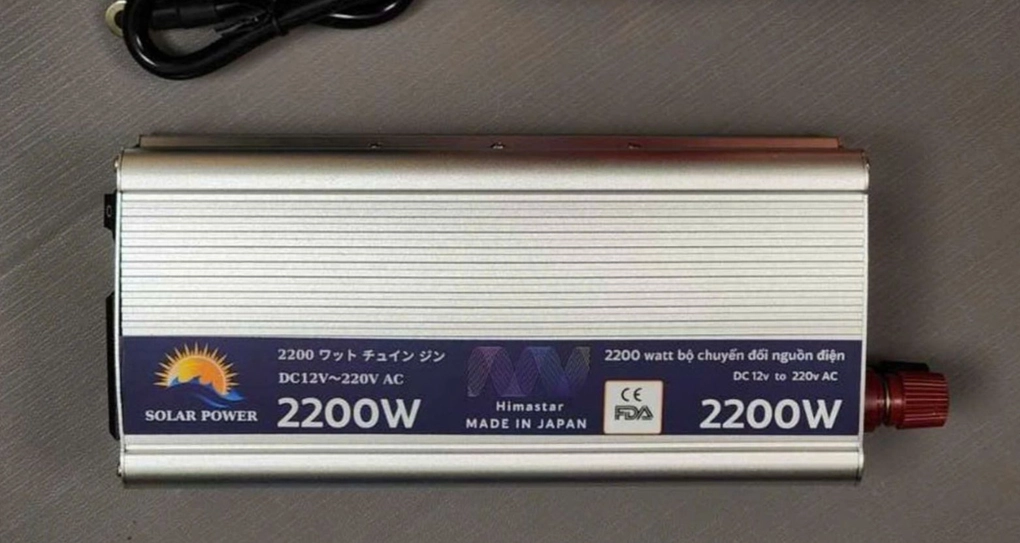 SOLAR POWER
2200 ワット チュイン ジン
DC12V～220V AC
2200W
Himastar
MADE IN JAPAN
CE
FDA
2200 watt bộ chuyển đổi nguồn điện
DC 12v to 220v AC
2200W